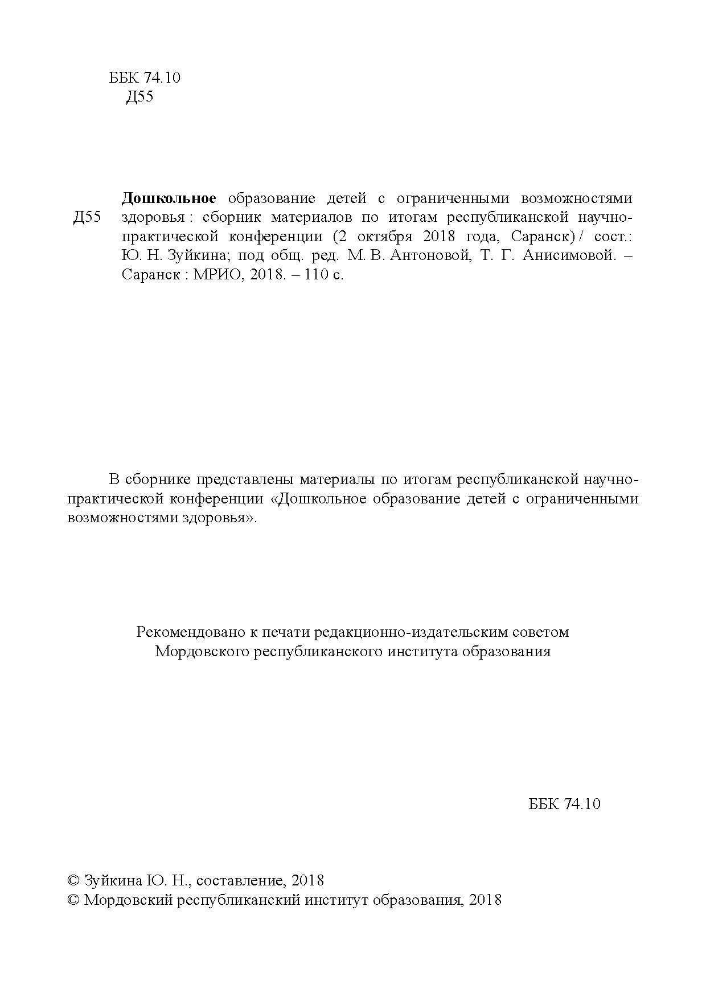 ББК 74.10
Д55
Дошкольное образование детей с ограниченными возможностями
Д55 здоровья : сборник материалов по итогам республиканской научно-
практической конференции (2 октября 2018 года, Саранск) / сост.:
Ю. Н. Зуйкина; под общ. ред. М. В. Антоновой, Т. Г. Анисимовой. –
Саранск : МРИО, 2018. – 110 с.
В сборнике представлены материалы по итогам республиканской научно-
практической конференции «Дошкольное образование детей с ограниченными
возможностями здоровья».
Рекомендовано к печати редакционно-издательским советом
Мордовского республиканского института образования
ББК 74.10
© Зуйкина Ю. Н., составление, 2018
© Мордовский республиканский институт образования, 2018